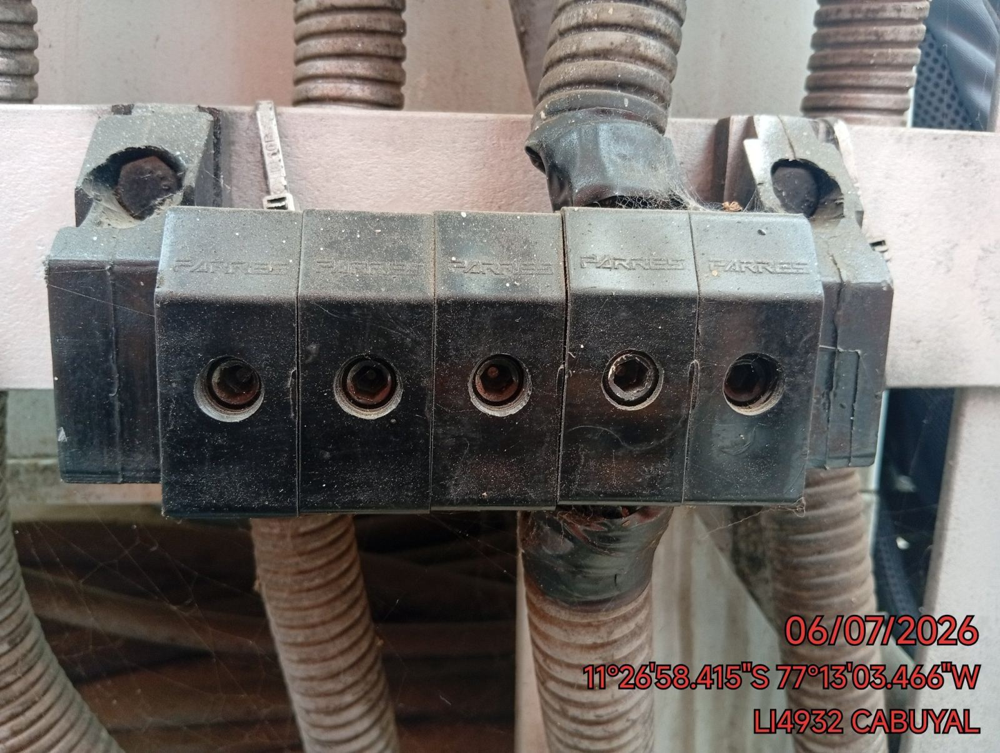 PARRES PARRES PARRES PARRES PARRES
06/07/2026
11°26'58.415"S 77°13'03.466"W
LI4932 CABUYAL